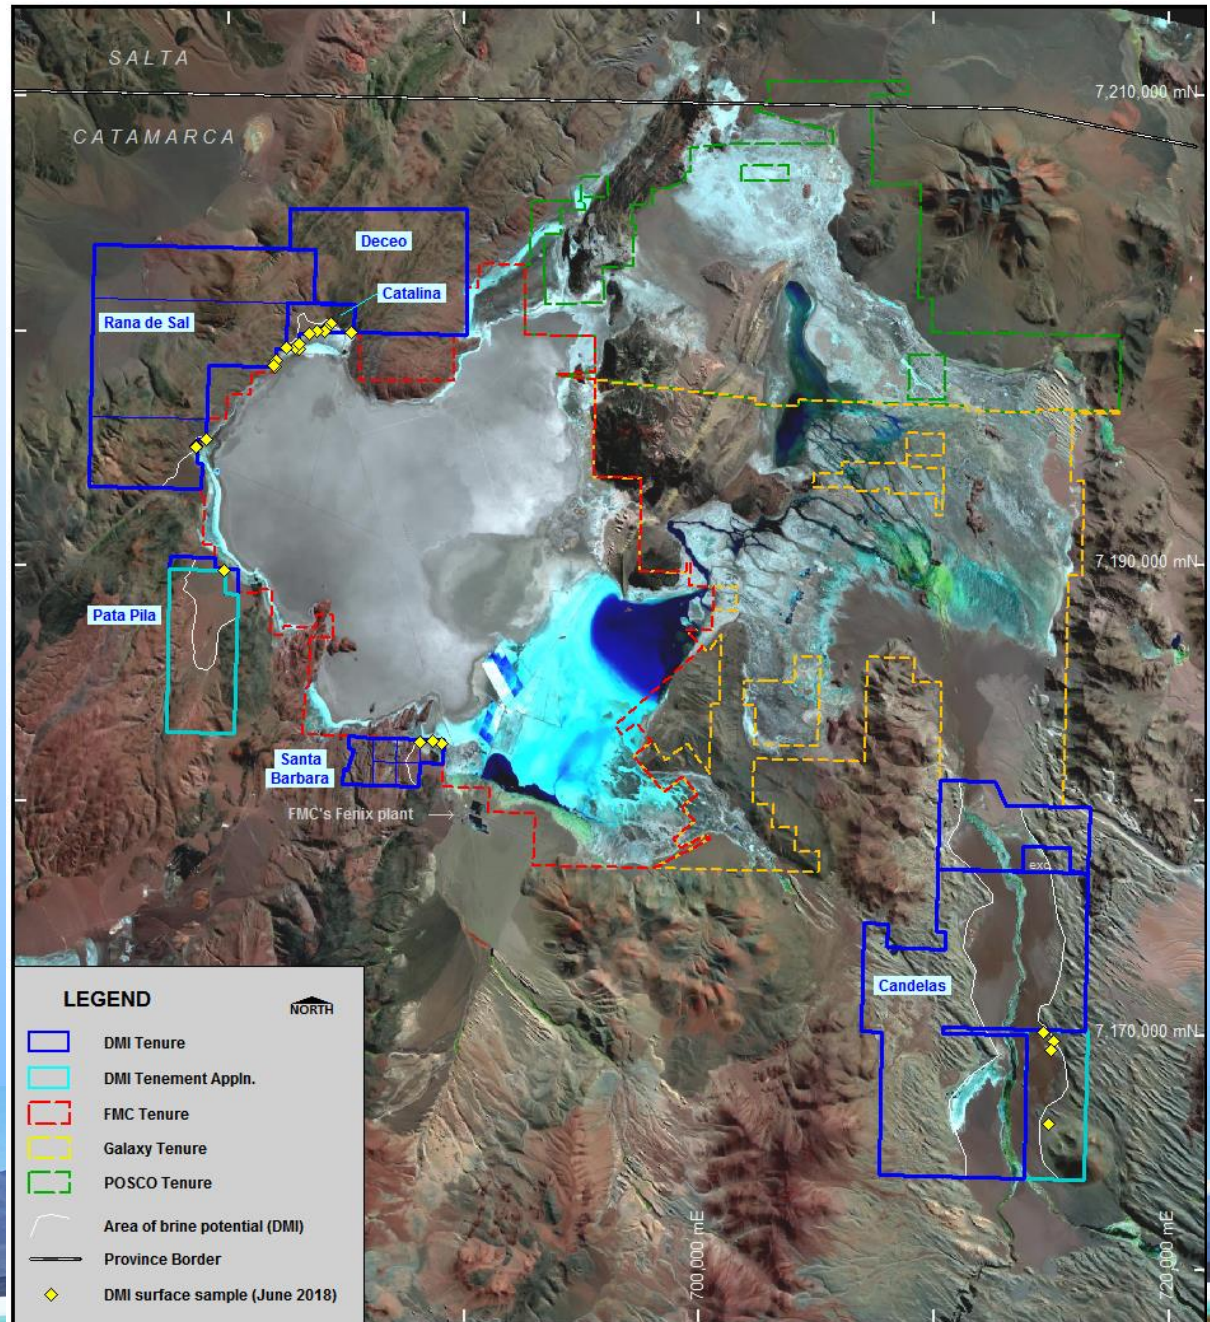 SALTA
7,210,000 mN
CATAMARCA
Deceo
Catalina
Rana de Sal
7,190,000 mN
Pata Pila
Santa
Barbara
FMC's Fenix plant
exc
Candelas
7,170,000 mN
LEGEND
NORTH
DMI Tenure
DMI Tenement Appln.
FMC Tenure
Galaxy Tenure
POSCO Tenure
Area of brine potential (DMI)
Province Border
DMI surface sample (June 2018)
700,000 mE
720,000 mE